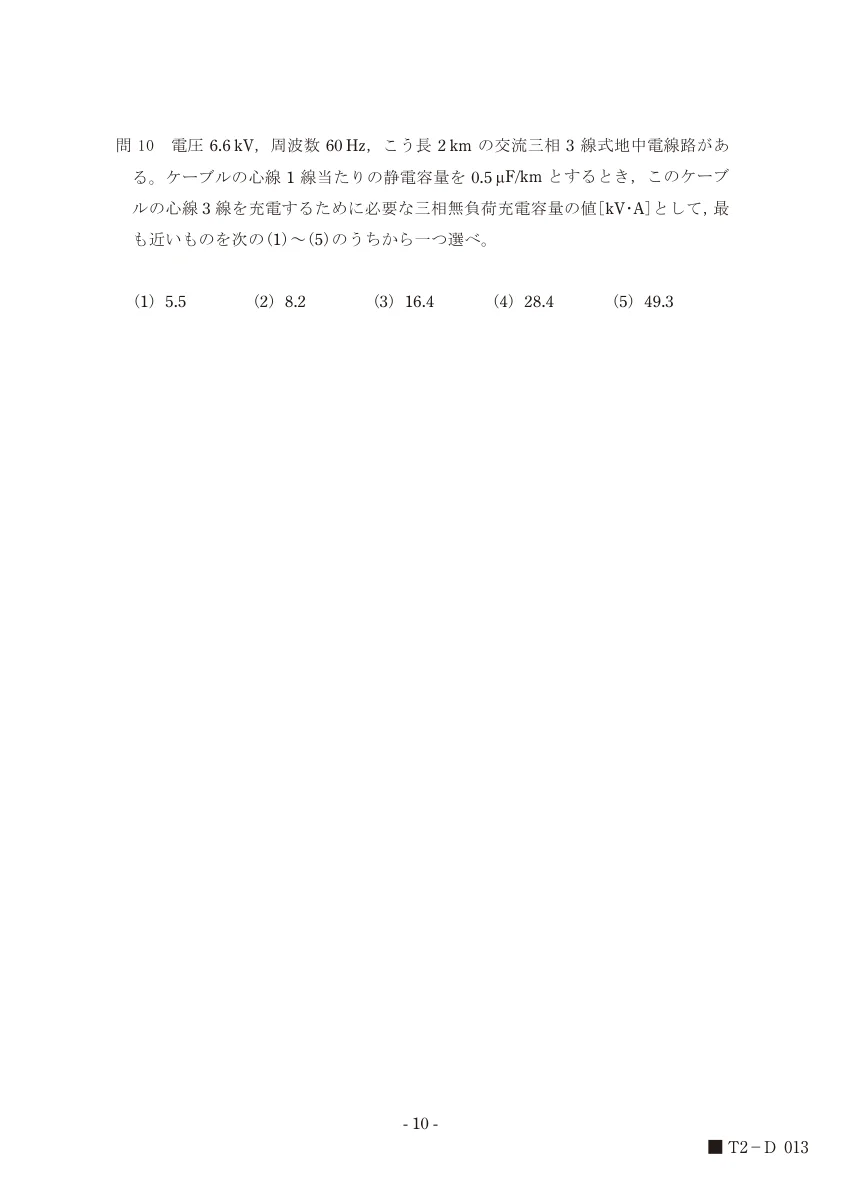 問 10　電圧 6.6 kV，周波数 60 Hz，こう長 2 km の交流三相 3 線式地中電線路があ
る。ケーブルの心線 1 線当たりの静電容量を 0.5 μF/km とするとき，このケーブ
ルの心線 3 線を充電するために必要な三相無負荷充電容量の値[kV･A]として，最
も近いものを次の(1)～(5)のうちから一つ選べ。
(1) 5.5　(2) 8.2　(3) 16.4　(4) 28.4　(5) 49.3
- 10 -
■ T2－D 013